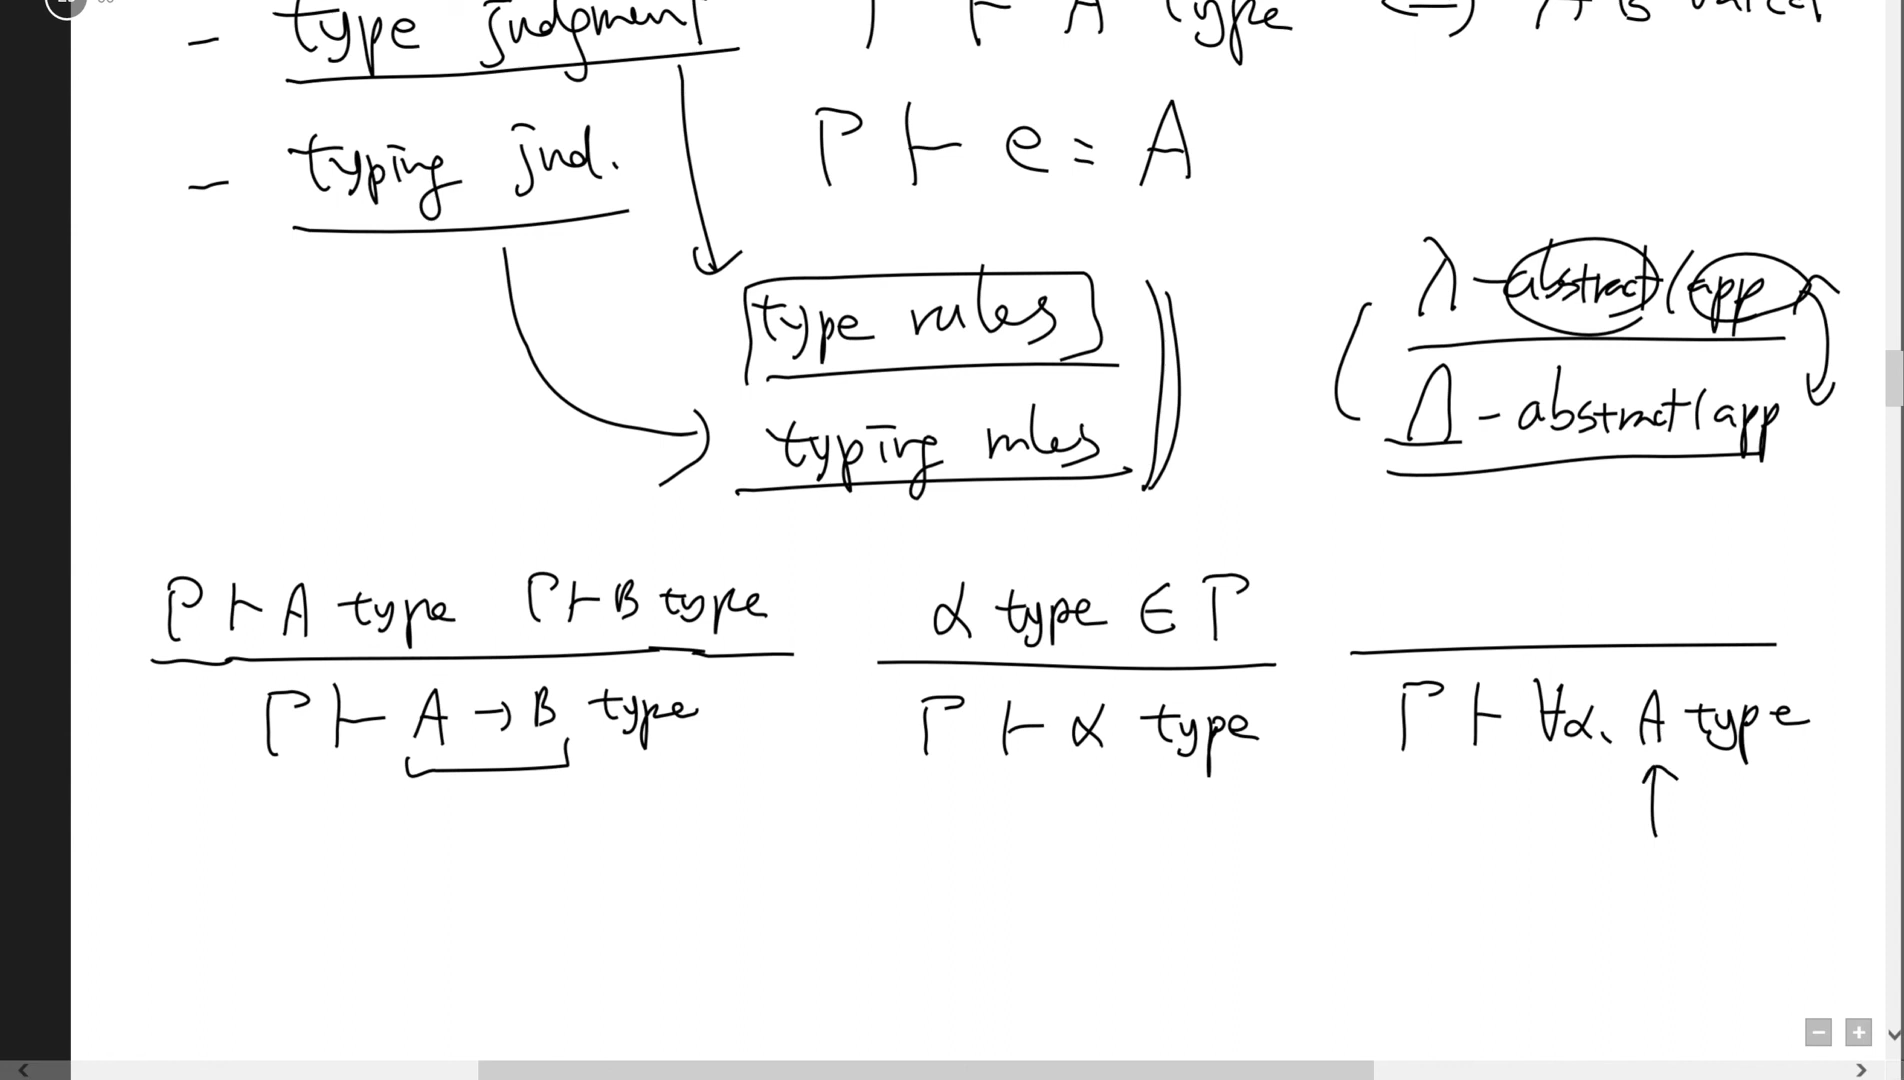 - type judgment Γ ⊢ A type
- typing jud. Γ ⊢ e : A
type rules
typing rules
λ-abstract/app
Λ-abstract/app
Γ ⊢ A type Γ ⊢ B type
Γ ⊢ A → B type
α type ∈ Γ
Γ ⊢ α type
Γ ⊢ ∀α. A type